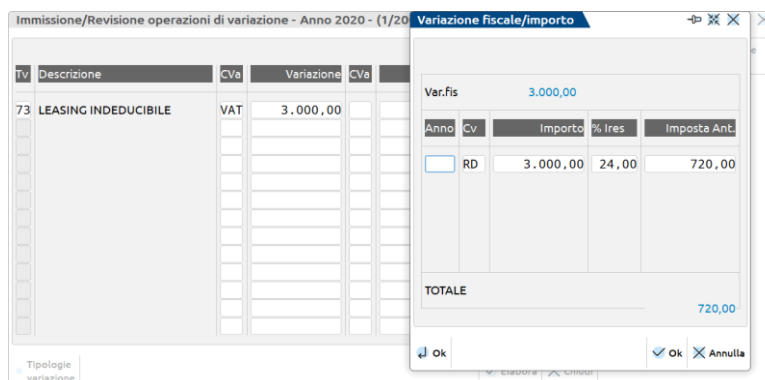 Immissione/Revisione operazioni di variazione - Anno 2020 - (1/20
Tv Descrizione CVa Variazione CVa
73 LEASING INDEDUCIBILE VAT 3.000,00
Tipologie
variazione
Elabora Chiudi
Variazione fiscale/importo
Var.fis 3.000,00
Anno Cv Importo % Ires Imposta Ant.
RD 3.000,00 24,00 720,00
TOTALE
720,00
Ok Ok Annulla